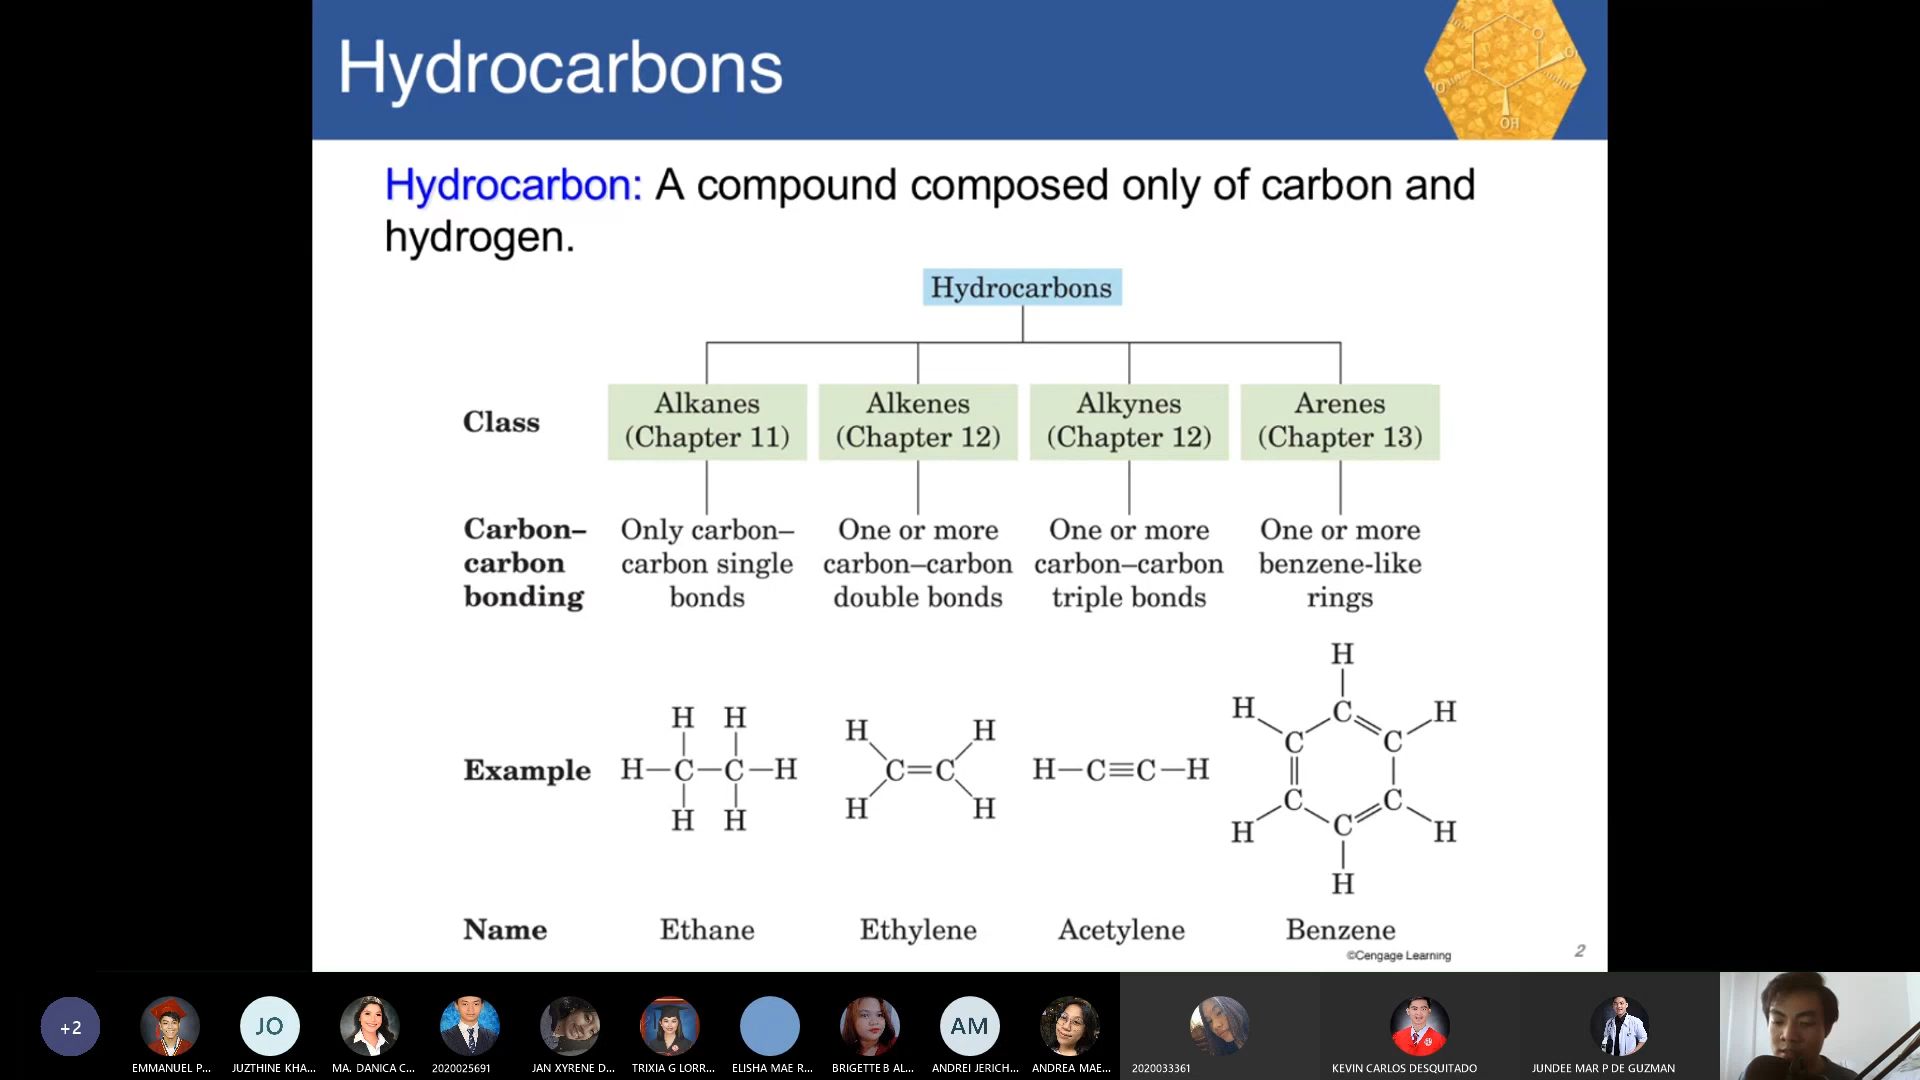 Hydrocarbons
OH
Hydrocarbon: A compound composed only of carbon and
hydrogen.
Hydrocarbons
Class
Alkanes
(Chapter 11)
Alkenes
(Chapter 12)
Alkynes
(Chapter 12)
Arenes
(Chapter 13)
Carbon–
carbon
bonding
Only carbon–
carbon single
bonds
One or more
carbon–carbon
double bonds
One or more
carbon–carbon
triple bonds
One or more
benzene-like
rings
Example
H H
H–C–C–H
H H
H H
C=C
H H
H–C≡C–H
H
H C H
C C
C C
H C H
H
Name
Ethane
Ethylene
Acetylene
Benzene
©Cengage Learning
2
+2
EMMANUEL P...
JO
JUZTHINE KHA...
MA. DANICA C...
2020025691
JAN XYRENE D...
TRIXIA G LORR...
ELISHA MAE R...
BRIGETTE B AL...
AM
ANDREI JERICH...
ANDREA MAE...
2020033361
KEVIN CARLOS DESQUITADO
JUNDEE MAR P DE GUZMAN